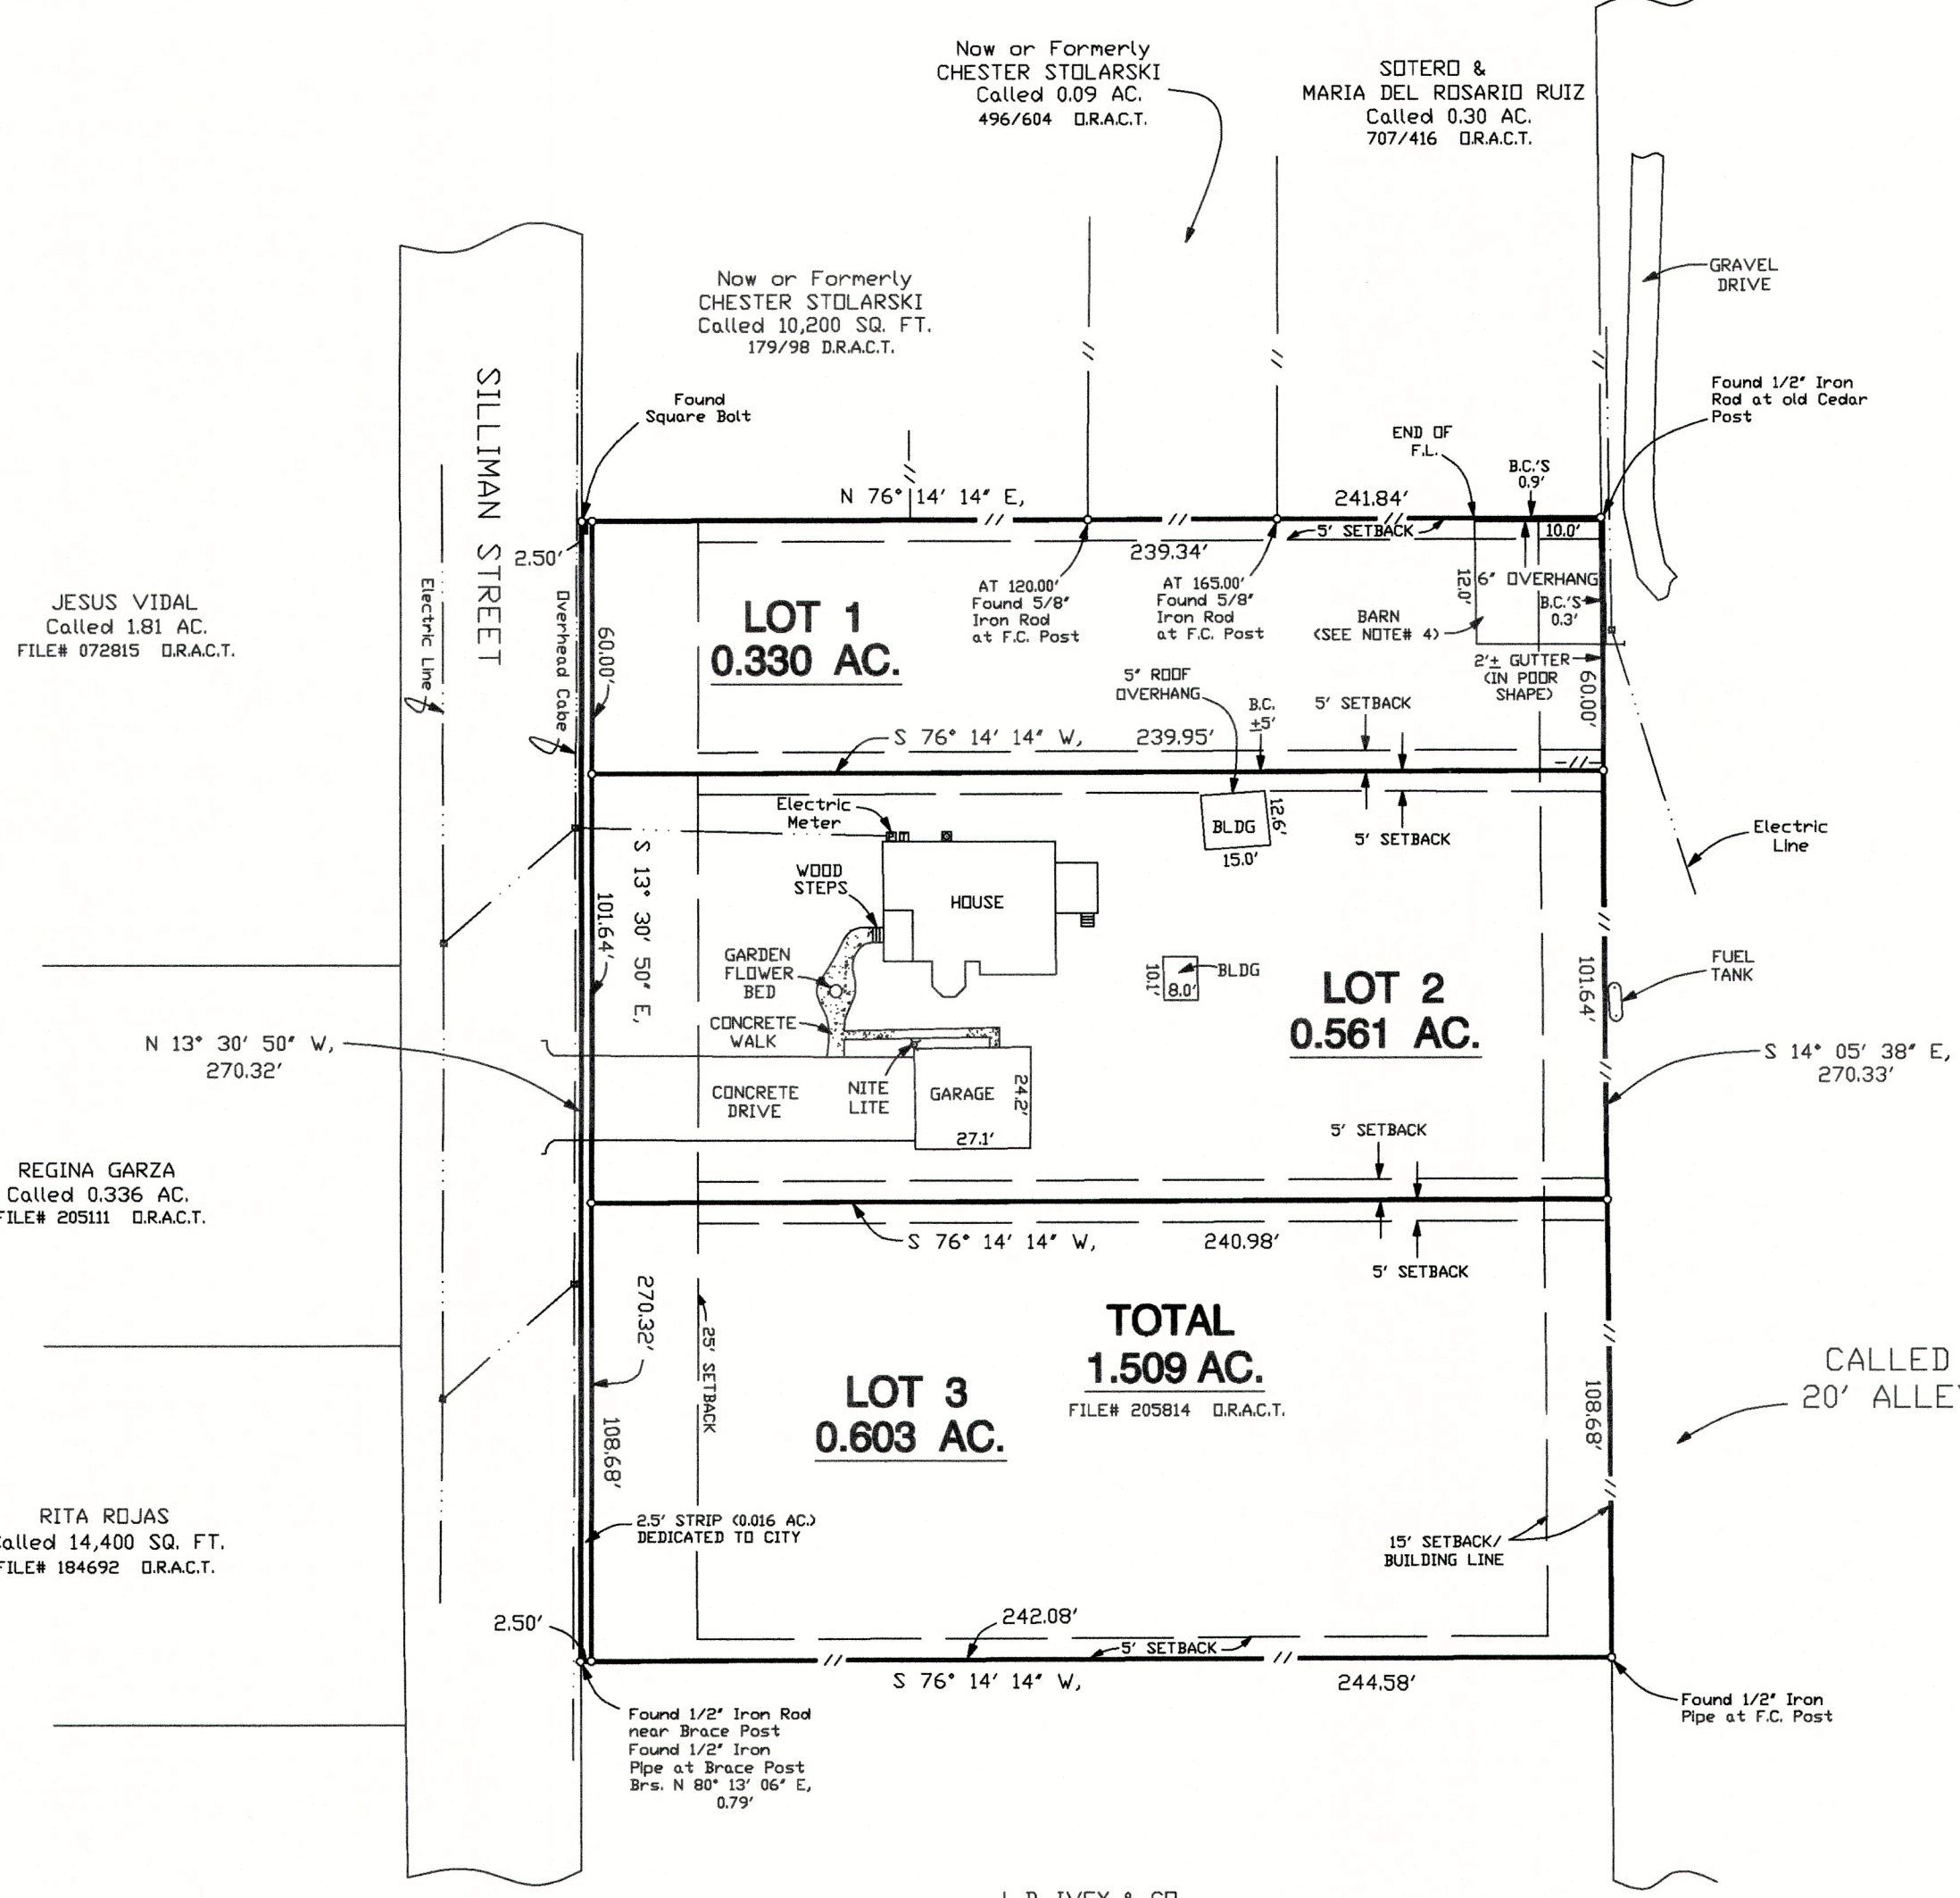 Now or Formerly
CHESTER STOLARSKI
Called 0.09 AC.
496/604 O.R.A.C.T.
SOTERO &
MARIA DEL ROSARIO RUIZ
Called 0.30 AC.
707/416 O.R.A.C.T.
Now or Formerly
CHESTER STOLARSKI
Called 10,200 SQ. FT.
179/98 D.R.A.C.T.
GRAVEL
DRIVE
SILLIMAN STREET
Found
Square Bolt
Found 1/2" Iron
Rod at old Cedar
Post
END OF
F.L.
B.C.'S
0.9'
N 76° 14' 14" E,
241.84'
5' SETBACK
10.0'
2.50'
239.34'
JESUS VIDAL
Called 1.81 AC.
FILE# 072815 O.R.A.C.T.
Electric Line
Overhead Cabe
60.00'
LOT 1
0.330 AC.
AT 120.00'
Found 5/8"
Iron Rod
at F.C. Post
AT 165.00'
Found 5/8"
Iron Rod
at F.C. Post
12.0'
6" OVERHANG
B.C.'S
0.3'
BARN
(SEE NOTE# 4)
2'± GUTTER
(IN POOR
SHAPE)
60.00'
5" ROOF
OVERHANG
B.C.
±5'
5' SETBACK
S 76° 14' 14" W,
239.95'
Electric
Meter
BLDG
12.6'
15.0'
5' SETBACK
Electric
Line
WOOD
STEPS
HOUSE
S 13° 30' 50" E,
101.64'
GARDEN
FLOWER
BED
BLDG
10.1'
8.0'
LOT 2
0.561 AC.
101.64'
FUEL
TANK
CONCRETE
WALK
N 13° 30' 50" W,
270.32'
S 14° 05' 38" E,
270.33'
CONCRETE
DRIVE
NITE
LITE
GARAGE
24.2'
27.1'
5' SETBACK
REGINA GARZA
Called 0.336 AC.
FILE# 205111 O.R.A.C.T.
S 76° 14' 14" W,
240.98'
5' SETBACK
270.32'
25' SETBACK
TOTAL
1.509 AC.
FILE# 205814 O.R.A.C.T.
LOT 3
0.603 AC.
108.68'
108.68'
CALLED
20' ALLEY
RITA ROJAS
Called 14,400 SQ. FT.
FILE# 184692 O.R.A.C.T.
2.5' STRIP (0.016 AC.)
DEDICATED TO CITY
15' SETBACK/
BUILDING LINE
2.50'
242.08'
5' SETBACK
S 76° 14' 14" W,
244.58'
Found 1/2" Iron Rod
near Brace Post
Found 1/2" Iron
Pipe at Brace Post
Brs. N 80° 13' 06" E,
0.79'
Found 1/2" Iron
Pipe at F.C. Post